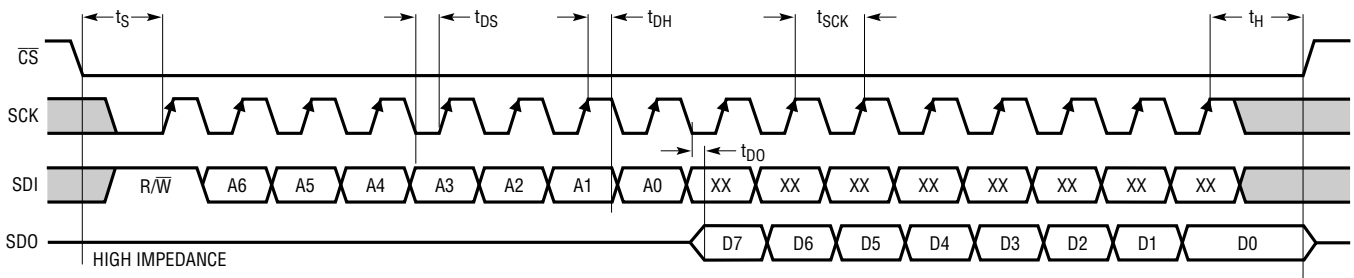 tS tDS tDH tSCK tH
CS
SCK
tDO
SDI R/W A6 A5 A4 A3 A2 A1 A0 XX XX XX XX XX XX XX XX
SDO D7 D6 D5 D4 D3 D2 D1 D0
HIGH IMPEDANCE